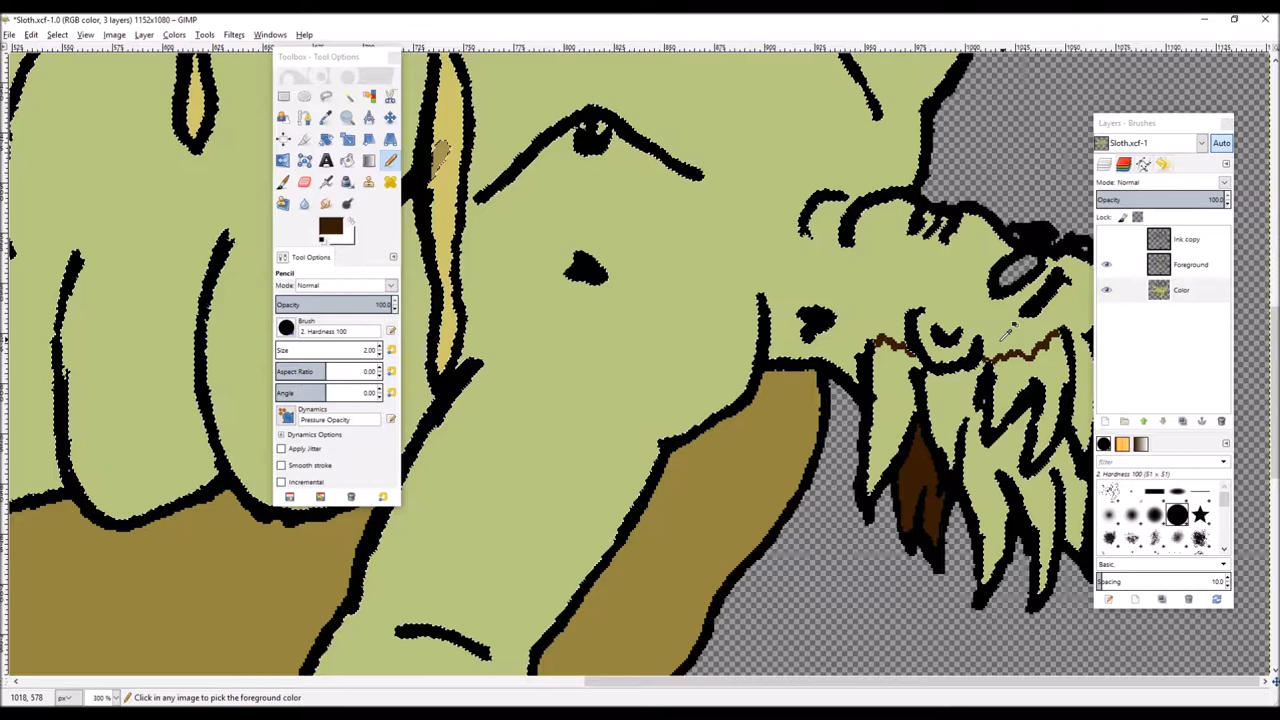 *Sloth.xcf-1.0 (RGB color, 3 layers) 1152x1080 – GIMP
File Edit Select View Image Layer Colors Tools Filters Windows Help
Toolbox - Tool Options
Tool Options
Pencil
Mode: Normal
Opacity 100.0
Brush
2. Hardness 100
Size 2.00
Aspect Ratio 0.00
Angle 0.00
Dynamics
Pressure Opacity
Dynamics Options
Apply Jitter
Smooth stroke
Incremental
Layers - Brushes
Sloth.xcf-1 Auto
Mode: Normal
Opacity 100.0
Lock:
Ink copy
Foreground
Color
filter
2. Hardness 100 (51 × 51)
Basic,
Spacing 10.0
1018, 578 px 300 % Click in any image to pick the foreground color